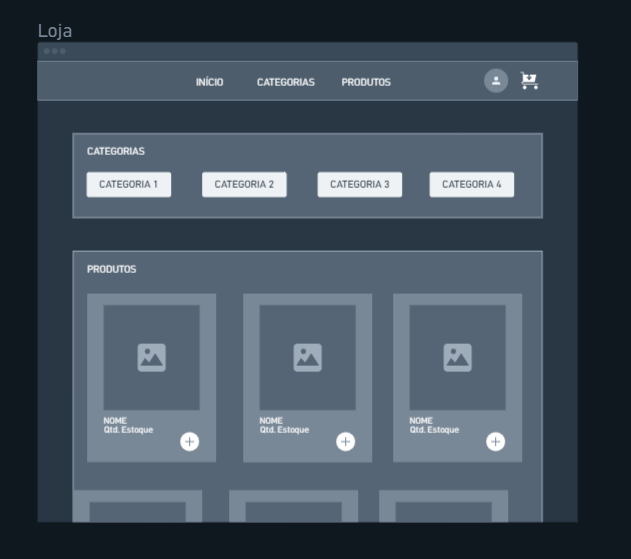 Loja
INÍCIO CATEGORIAS PRODUTOS
CATEGORIAS
CATEGORIA 1 CATEGORIA 2 CATEGORIA 3 CATEGORIA 4
PRODUTOS
NOME NOME NOME
Qtd. Estoque Qtd. Estoque Qtd. Estoque